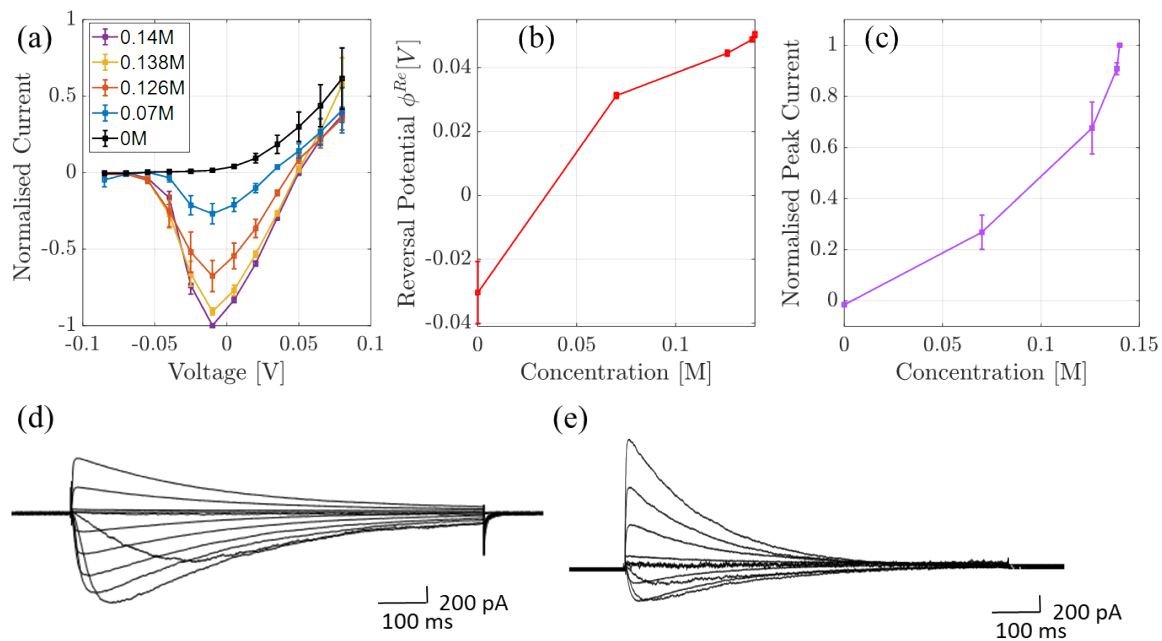 (a)
0.14M
0.138M
0.126M
0.07M
0M
Normalised Current
1
0.5
0
-0.5
-1
-0.1
-0.05
0
0.05
0.1
Voltage [V]
(b)
Reversal Potential ϕ^Re[V]
0.04
0.02
0
-0.02
-0.04
0
0.05
0.1
Concentration [M]
(c)
Normalised Peak Current
1
0.8
0.6
0.4
0.2
0
0
0.05
0.1
0.15
Concentration [M]
(d)
200 pA
100 ms
(e)
200 pA
100 ms